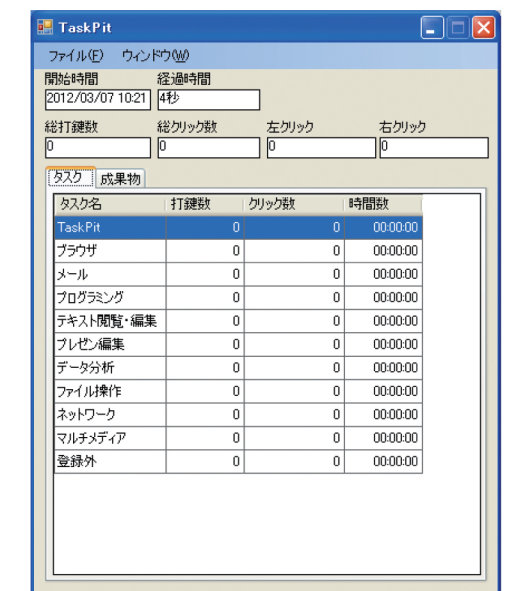 TaskPit
ファイル(F) ウィンドウ(W)
開始時間 経過時間
2012/03/07 10:21 4秒
総打鍵数 総クリック数 左クリック 右クリック
0 0 0 0
タスク 成果物
タスク名 打鍵数 クリック数 時間数
TaskPit 0 0 00:00:00
ブラウザ 0 0 00:00:00
メール 0 0 00:00:00
プログラミング 0 0 00:00:00
テキスト閲覧・編集 0 0 00:00:00
プレゼン編集 0 0 00:00:00
データ分析 0 0 00:00:00
ファイル操作 0 0 00:00:00
ネットワーク 0 0 00:00:00
マルチメディア 0 0 00:00:00
登録外 0 0 00:00:00